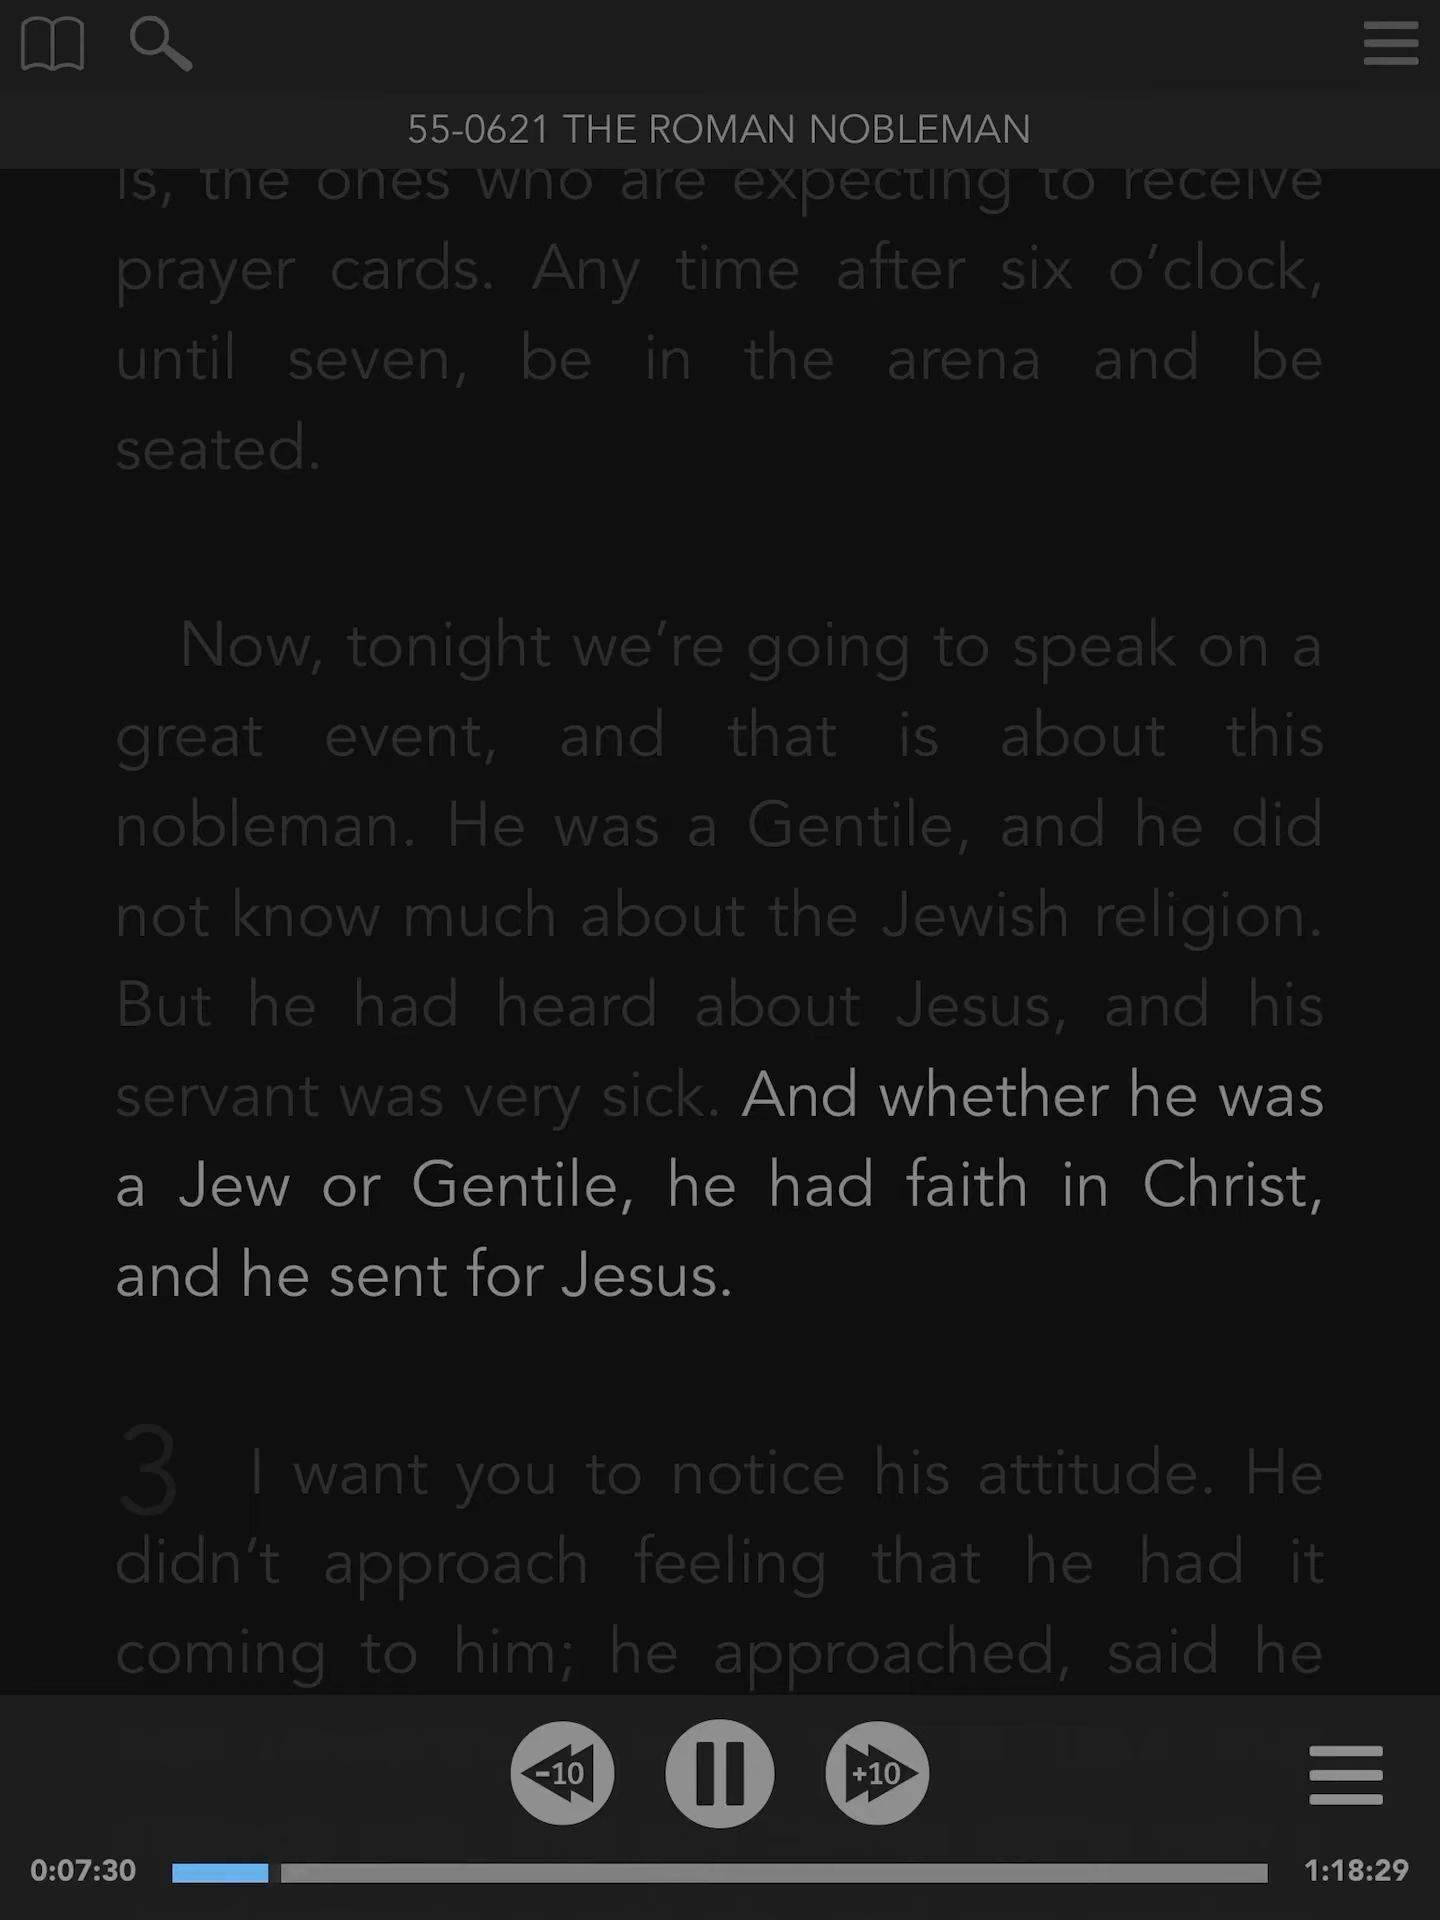 55-0621 THE ROMAN NOBLEMAN
is, the ones who are expecting to receive
prayer cards. Any time after six o’clock,
until seven, be in the arena and be
seated.
Now, tonight we’re going to speak on a
great event, and that is about this
nobleman. He was a Gentile, and he did
not know much about the Jewish religion.
But he had heard about Jesus, and his
servant was very sick. And whether he was
a Jew or Gentile, he had faith in Christ,
and he sent for Jesus.
3 I want you to notice his attitude. He
didn’t approach feeling that he had it
coming to him; he approached, said he
-10 +10
0:07:30 1:18:29